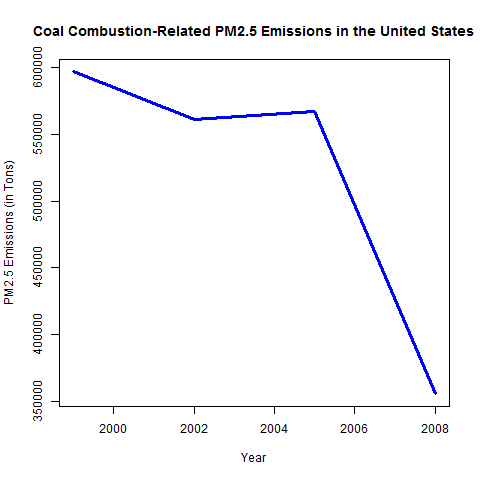 Coal Combustion-Related PM2.5 Emissions in the United States
PM2.5 Emissions (in Tons)
600000
550000
500000
450000
400000
350000
2000 2002 2004 2006 2008
Year